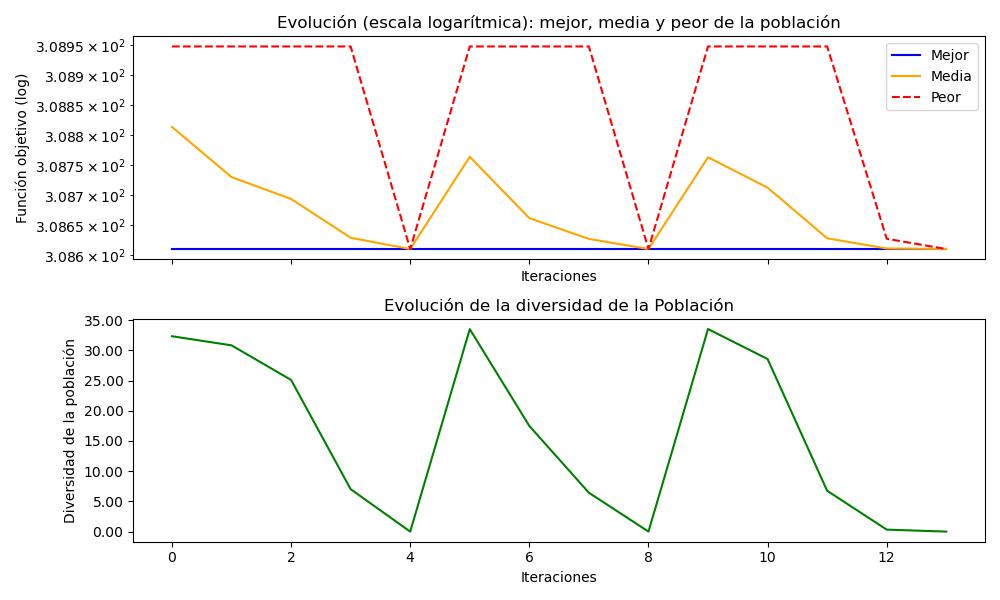 Evolución (escala logarítmica): mejor, media y peor de la población
Función objetivo (log)
3.0895 × 10²
3.089 × 10²
3.0885 × 10²
3.088 × 10²
3.0875 × 10²
3.087 × 10²
3.0865 × 10²
3.086 × 10²
Mejor
Media
Peor
Iteraciones
Evolución de la diversidad de la Población
Diversidad de la población
35.00
30.00
25.00
20.00
15.00
10.00
5.00
0.00
0 2 4 6 8 10 12
Iteraciones